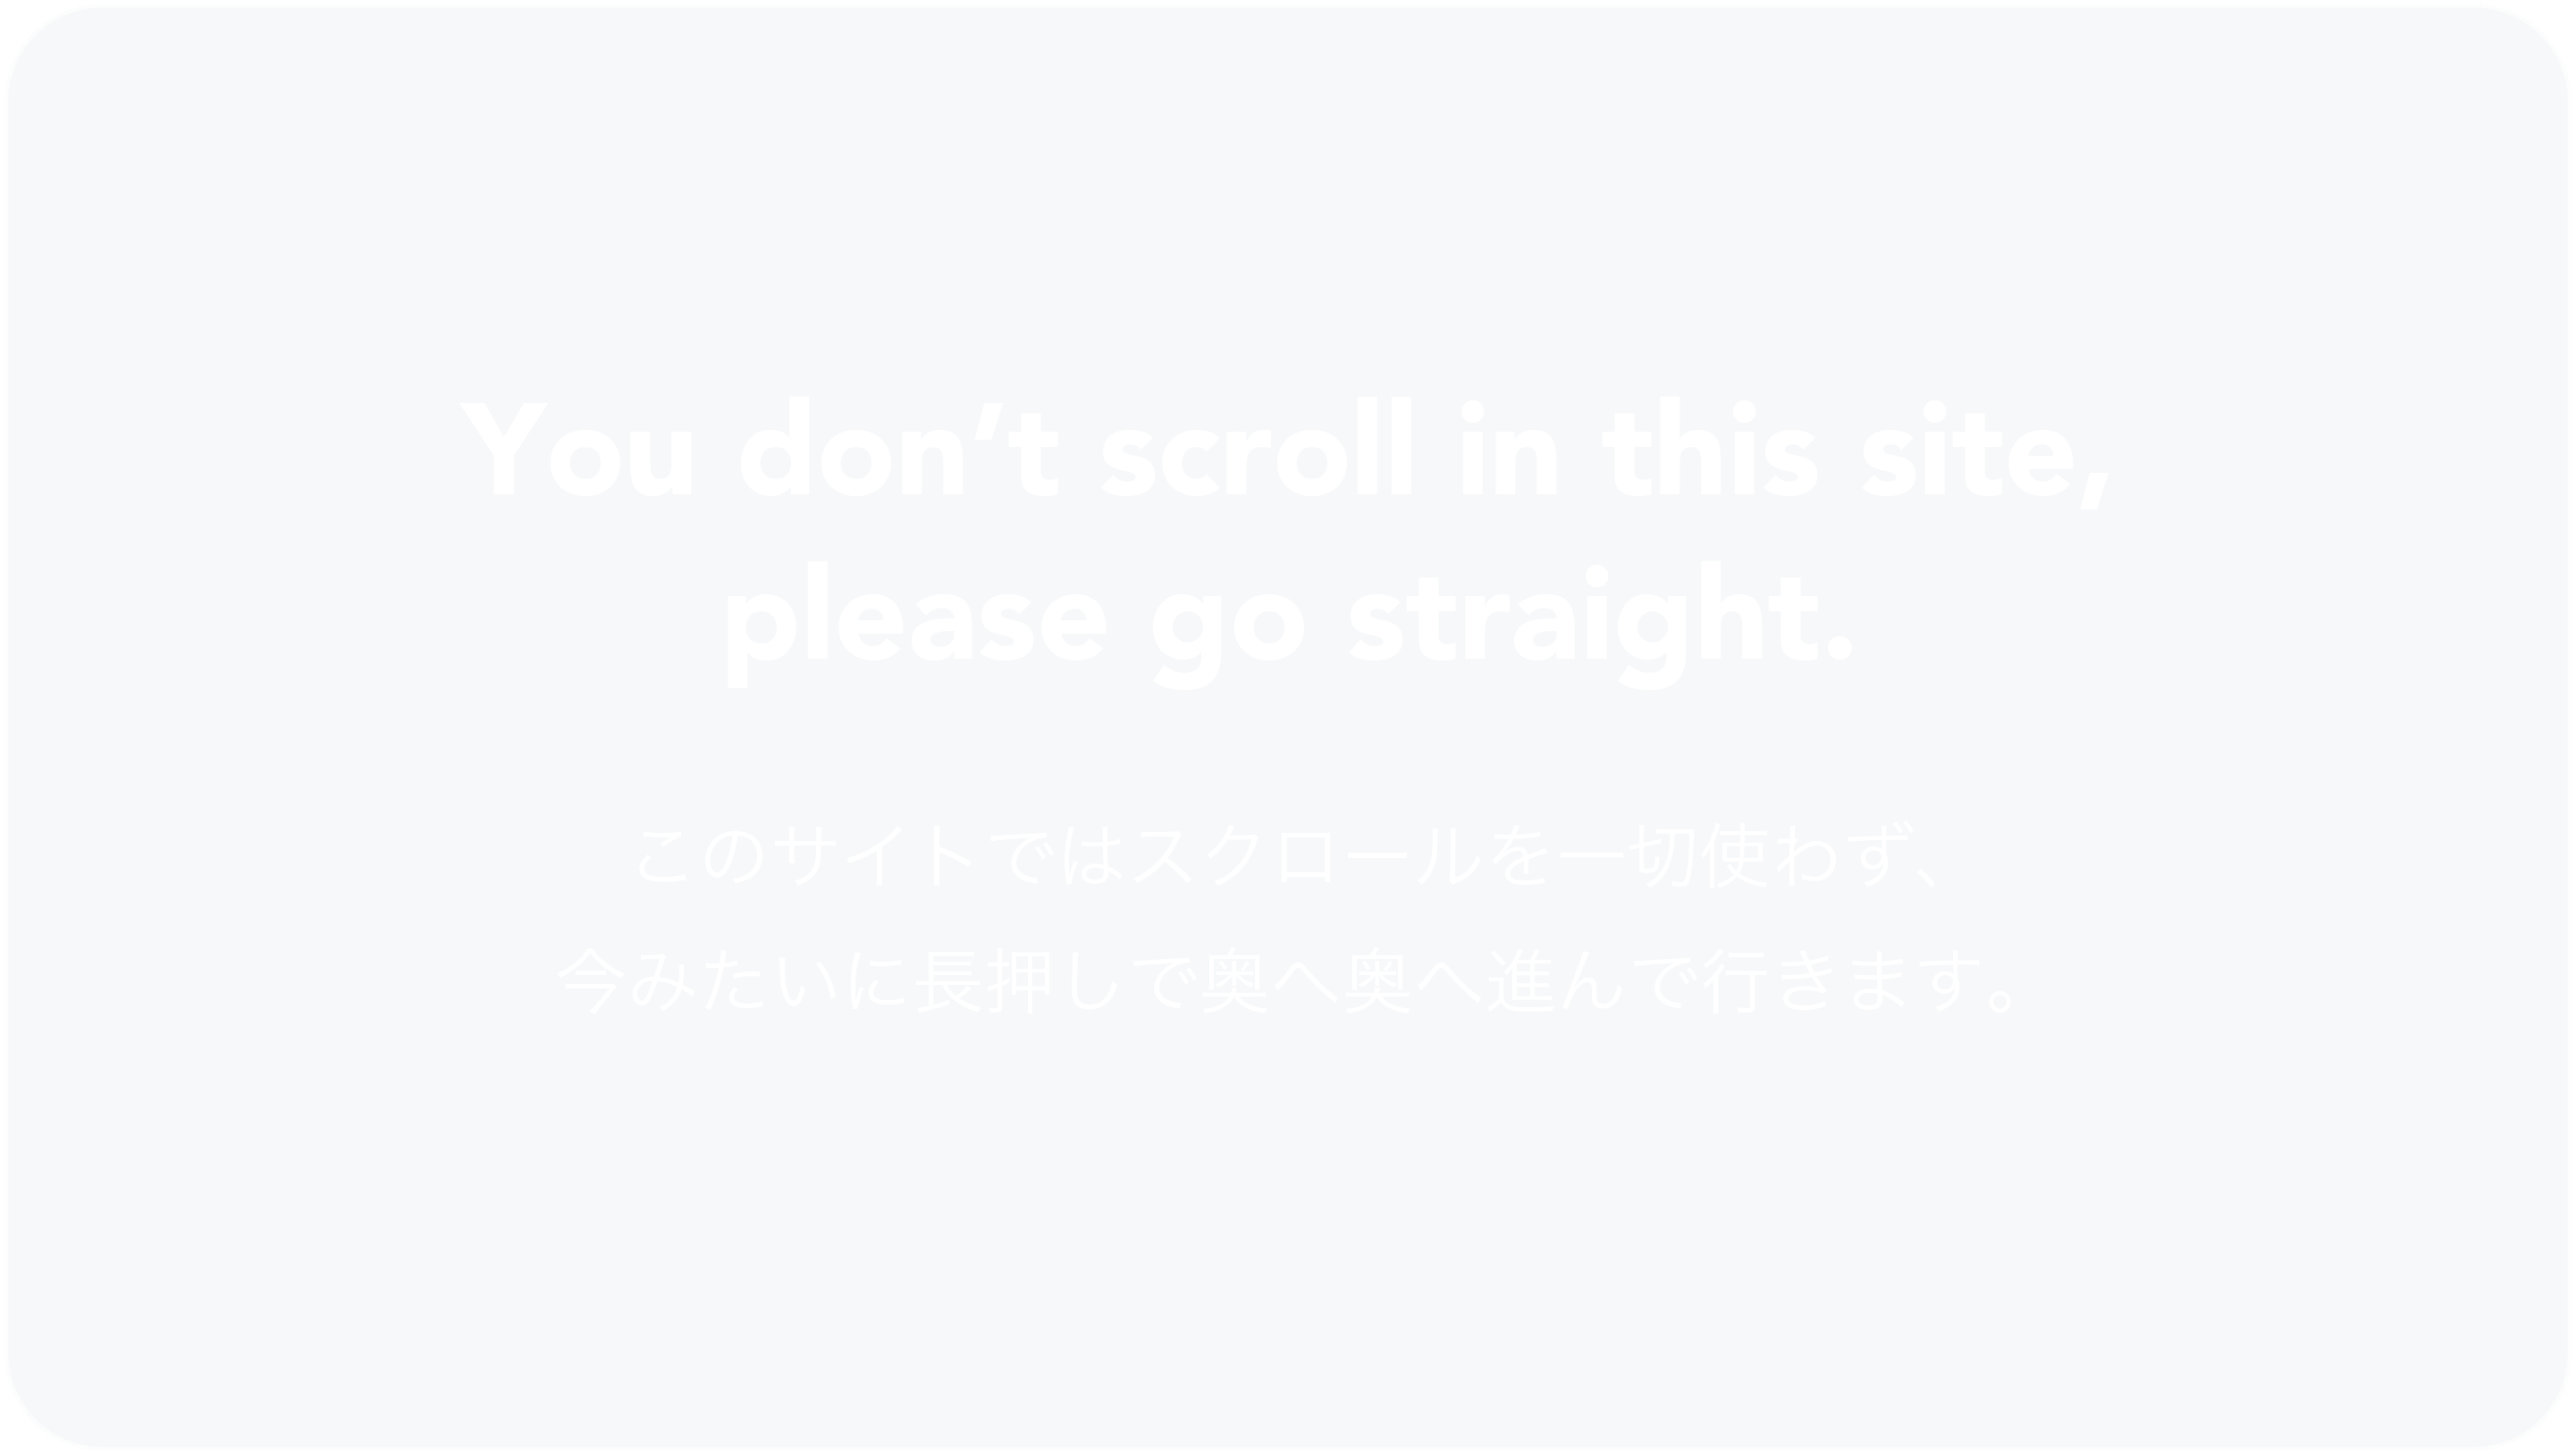 You don’t scroll in this site,
please go straight.
このサイトではスクロールを一切使わず、
今みたいに長押しで奥へ奥へ進んで行きます。